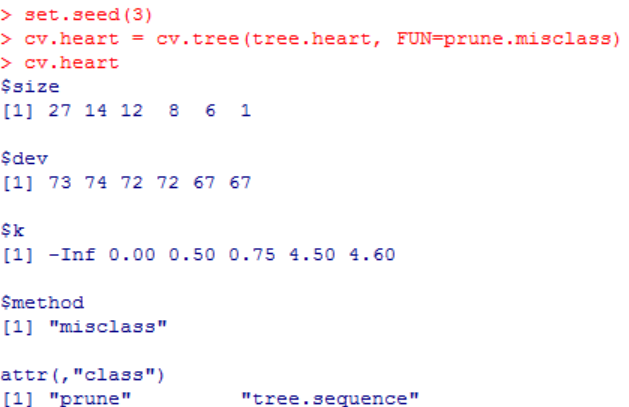 > set.seed(3)
> cv.heart = cv.tree(tree.heart, FUN=prune.misclass)
> cv.heart
$size
[1] 27 14 12  8  6  1
$dev
[1] 73 74 72 72 67 67
$k
[1] -Inf 0.00 0.50 0.75 4.50 4.60
$method
[1] "misclass"
attr(,"class")
[1] "prune"         "tree.sequence"